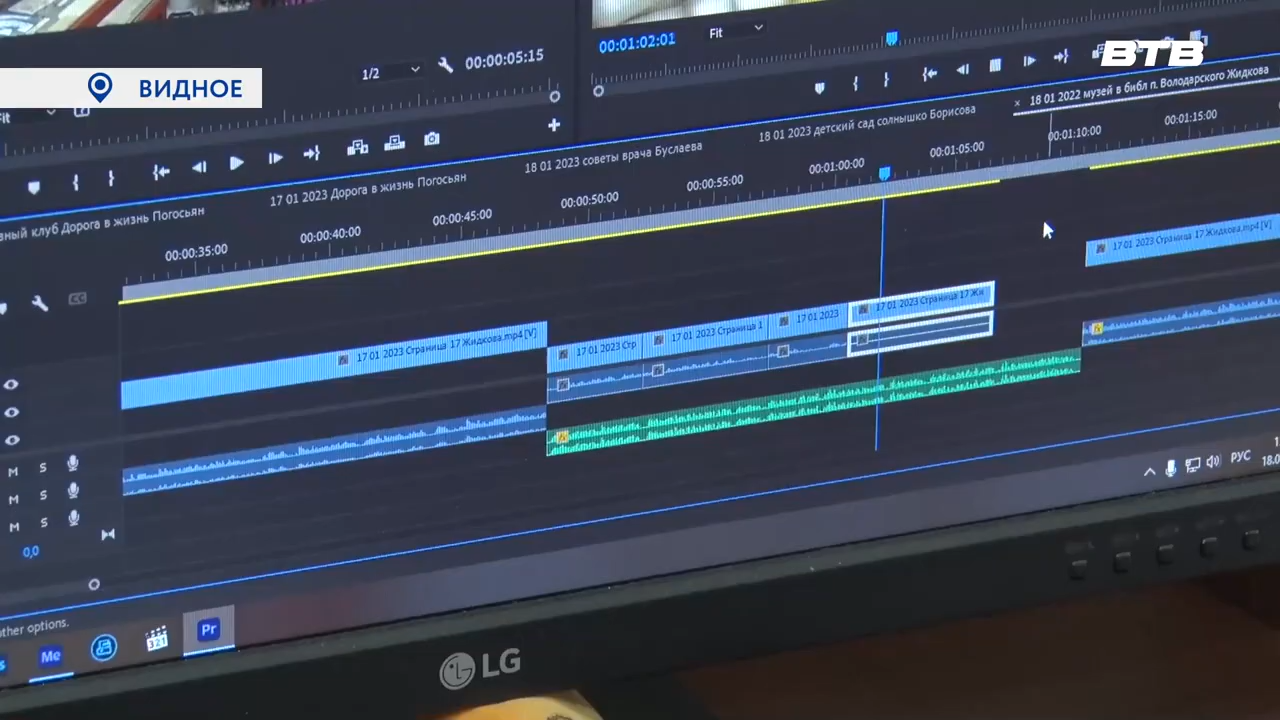 ВТВ
ВИДНОЕ
00:01:02:01
Fit
1/2
00:00:05:15
17 01 2023 Дорога в жизнь Погосьян
18 01 2023 советы врача Буслаева
18 01 2023 детский сад солнышко Борисова
× 18 01 2022 музей в библ п. Володарского Жидкова
клуб Дорога в жизнь Погосьян
00:00:35:00
00:00:40:00
00:00:45:00
00:00:50:00
00:00:55:00
00:01:00:00
00:01:05:00
00:01:10:00
00:01:15:00
CC
17 01 2023 Страница 17 Жидкова.mp4 [V]
17 01 2023 Стр
17 01 2023 Страница 1
17 01 2023
17 01 2023 Страница 17 Жи
17 01 2023 Страница 17 Жидкова.mp4 [V]
M S
M S
M S
0,0
РУС
18.0
other options.
Me
321
Pr
LG